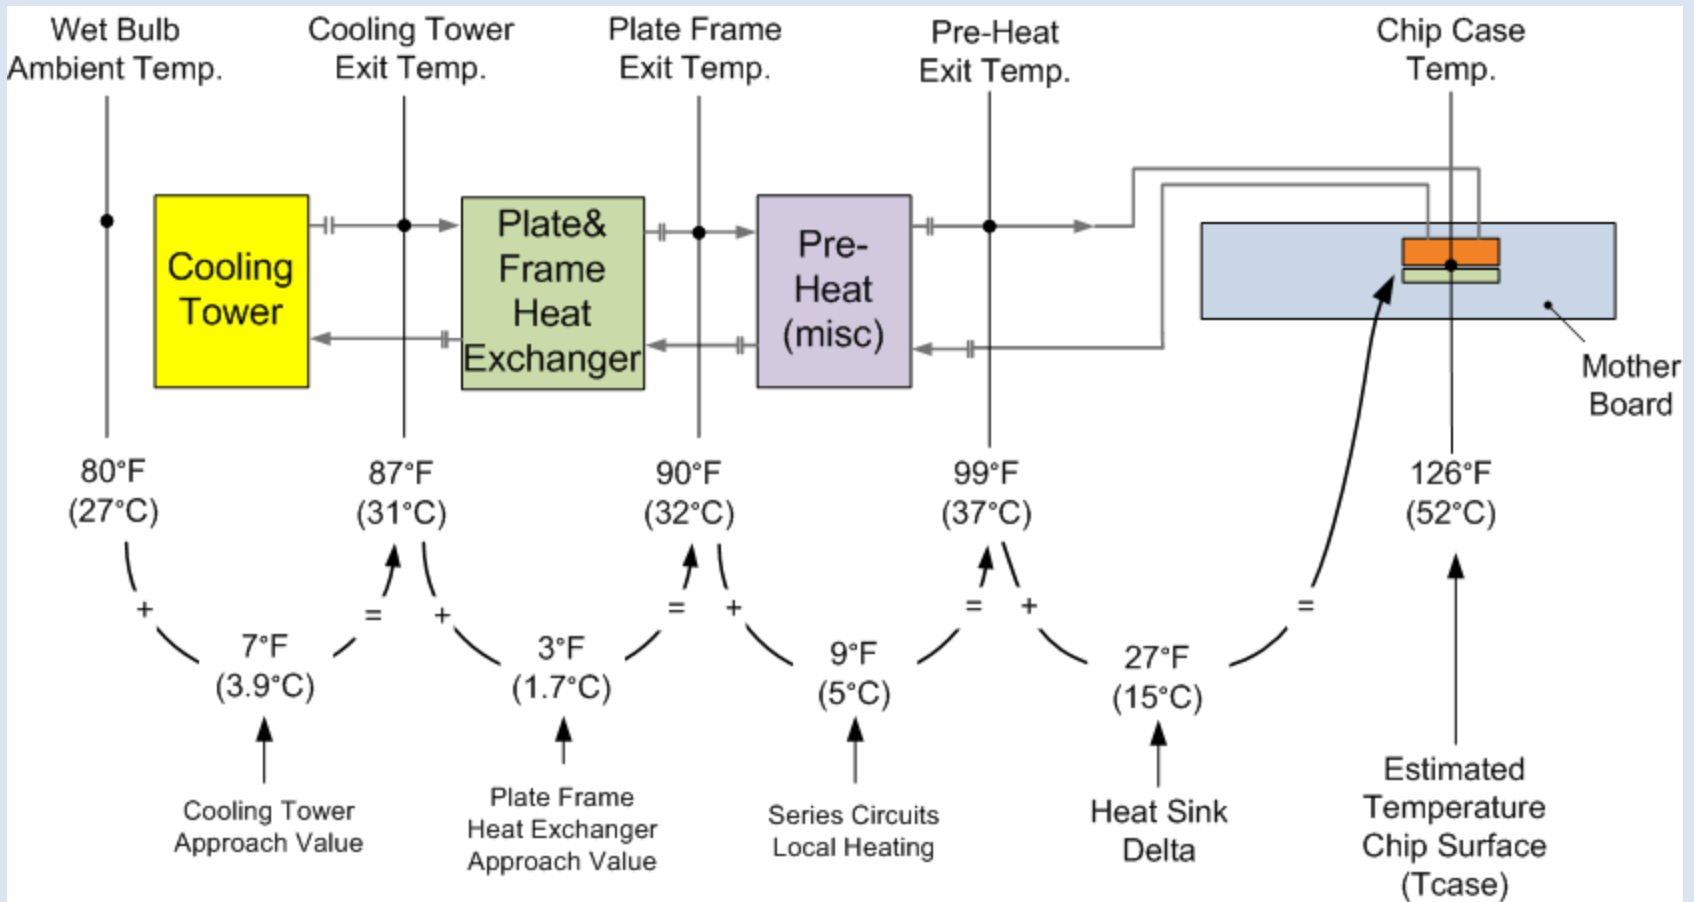 Wet Bulb
Ambient Temp.
Cooling Tower
Exit Temp.
Plate Frame
Exit Temp.
Pre-Heat
Exit Temp.
Chip Case
Temp.
Cooling
Tower
Plate&
Frame
Heat
Exchanger
Pre-
Heat
(misc)
Mother
Board
80°F
(27°C)
87°F
(31°C)
90°F
(32°C)
99°F
(37°C)
126°F
(52°C)
+
=
+
=
+
=
+
=
7°F
(3.9°C)
3°F
(1.7°C)
9°F
(5°C)
27°F
(15°C)
Cooling Tower
Approach Value
Plate Frame
Heat Exchanger
Approach Value
Series Circuits
Local Heating
Heat Sink
Delta
Estimated
Temperature
Chip Surface
(Tcase)